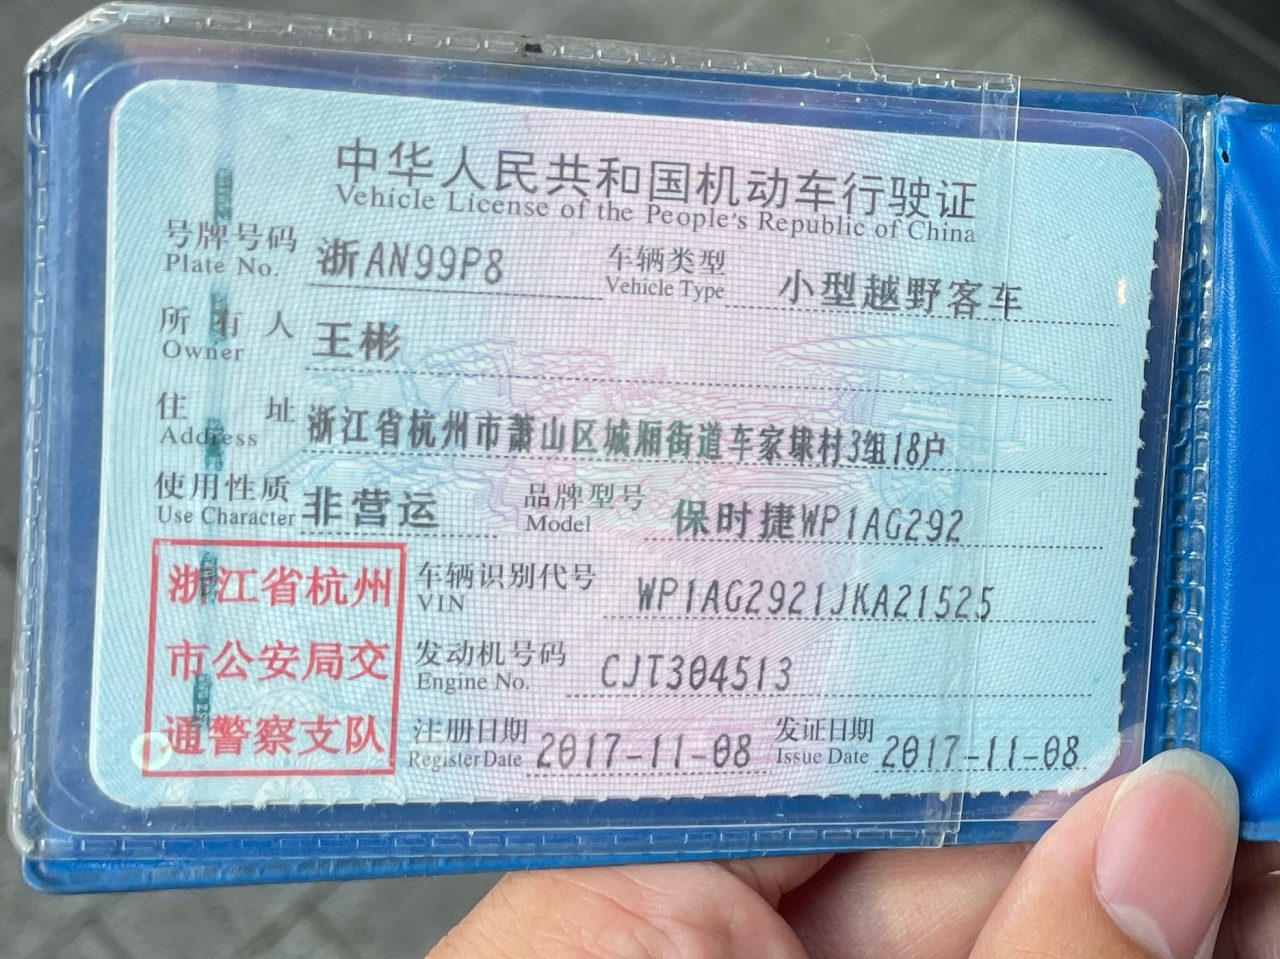 中华人民共和国机动车行驶证
Vehicle License of the People's Republic of China
号牌号码 浙AN99P8 车辆类型 小型越野客车
Plate No. Vehicle Type
所有人 王彬
Owner
住址 浙江省杭州市萧山区城厢街道车家埭村3组18户
Address
使用性质 非营运 品牌型号 保时捷WP1AG292
Use Character Model
浙江省杭州
市公安局交
通警察支队
车辆识别代号 WP1AG2921JKA21525
VIN
发动机号码 CJT304513
Engine No.
注册日期 2017-11-08 发证日期 2017-11-08
Register Date Issue Date